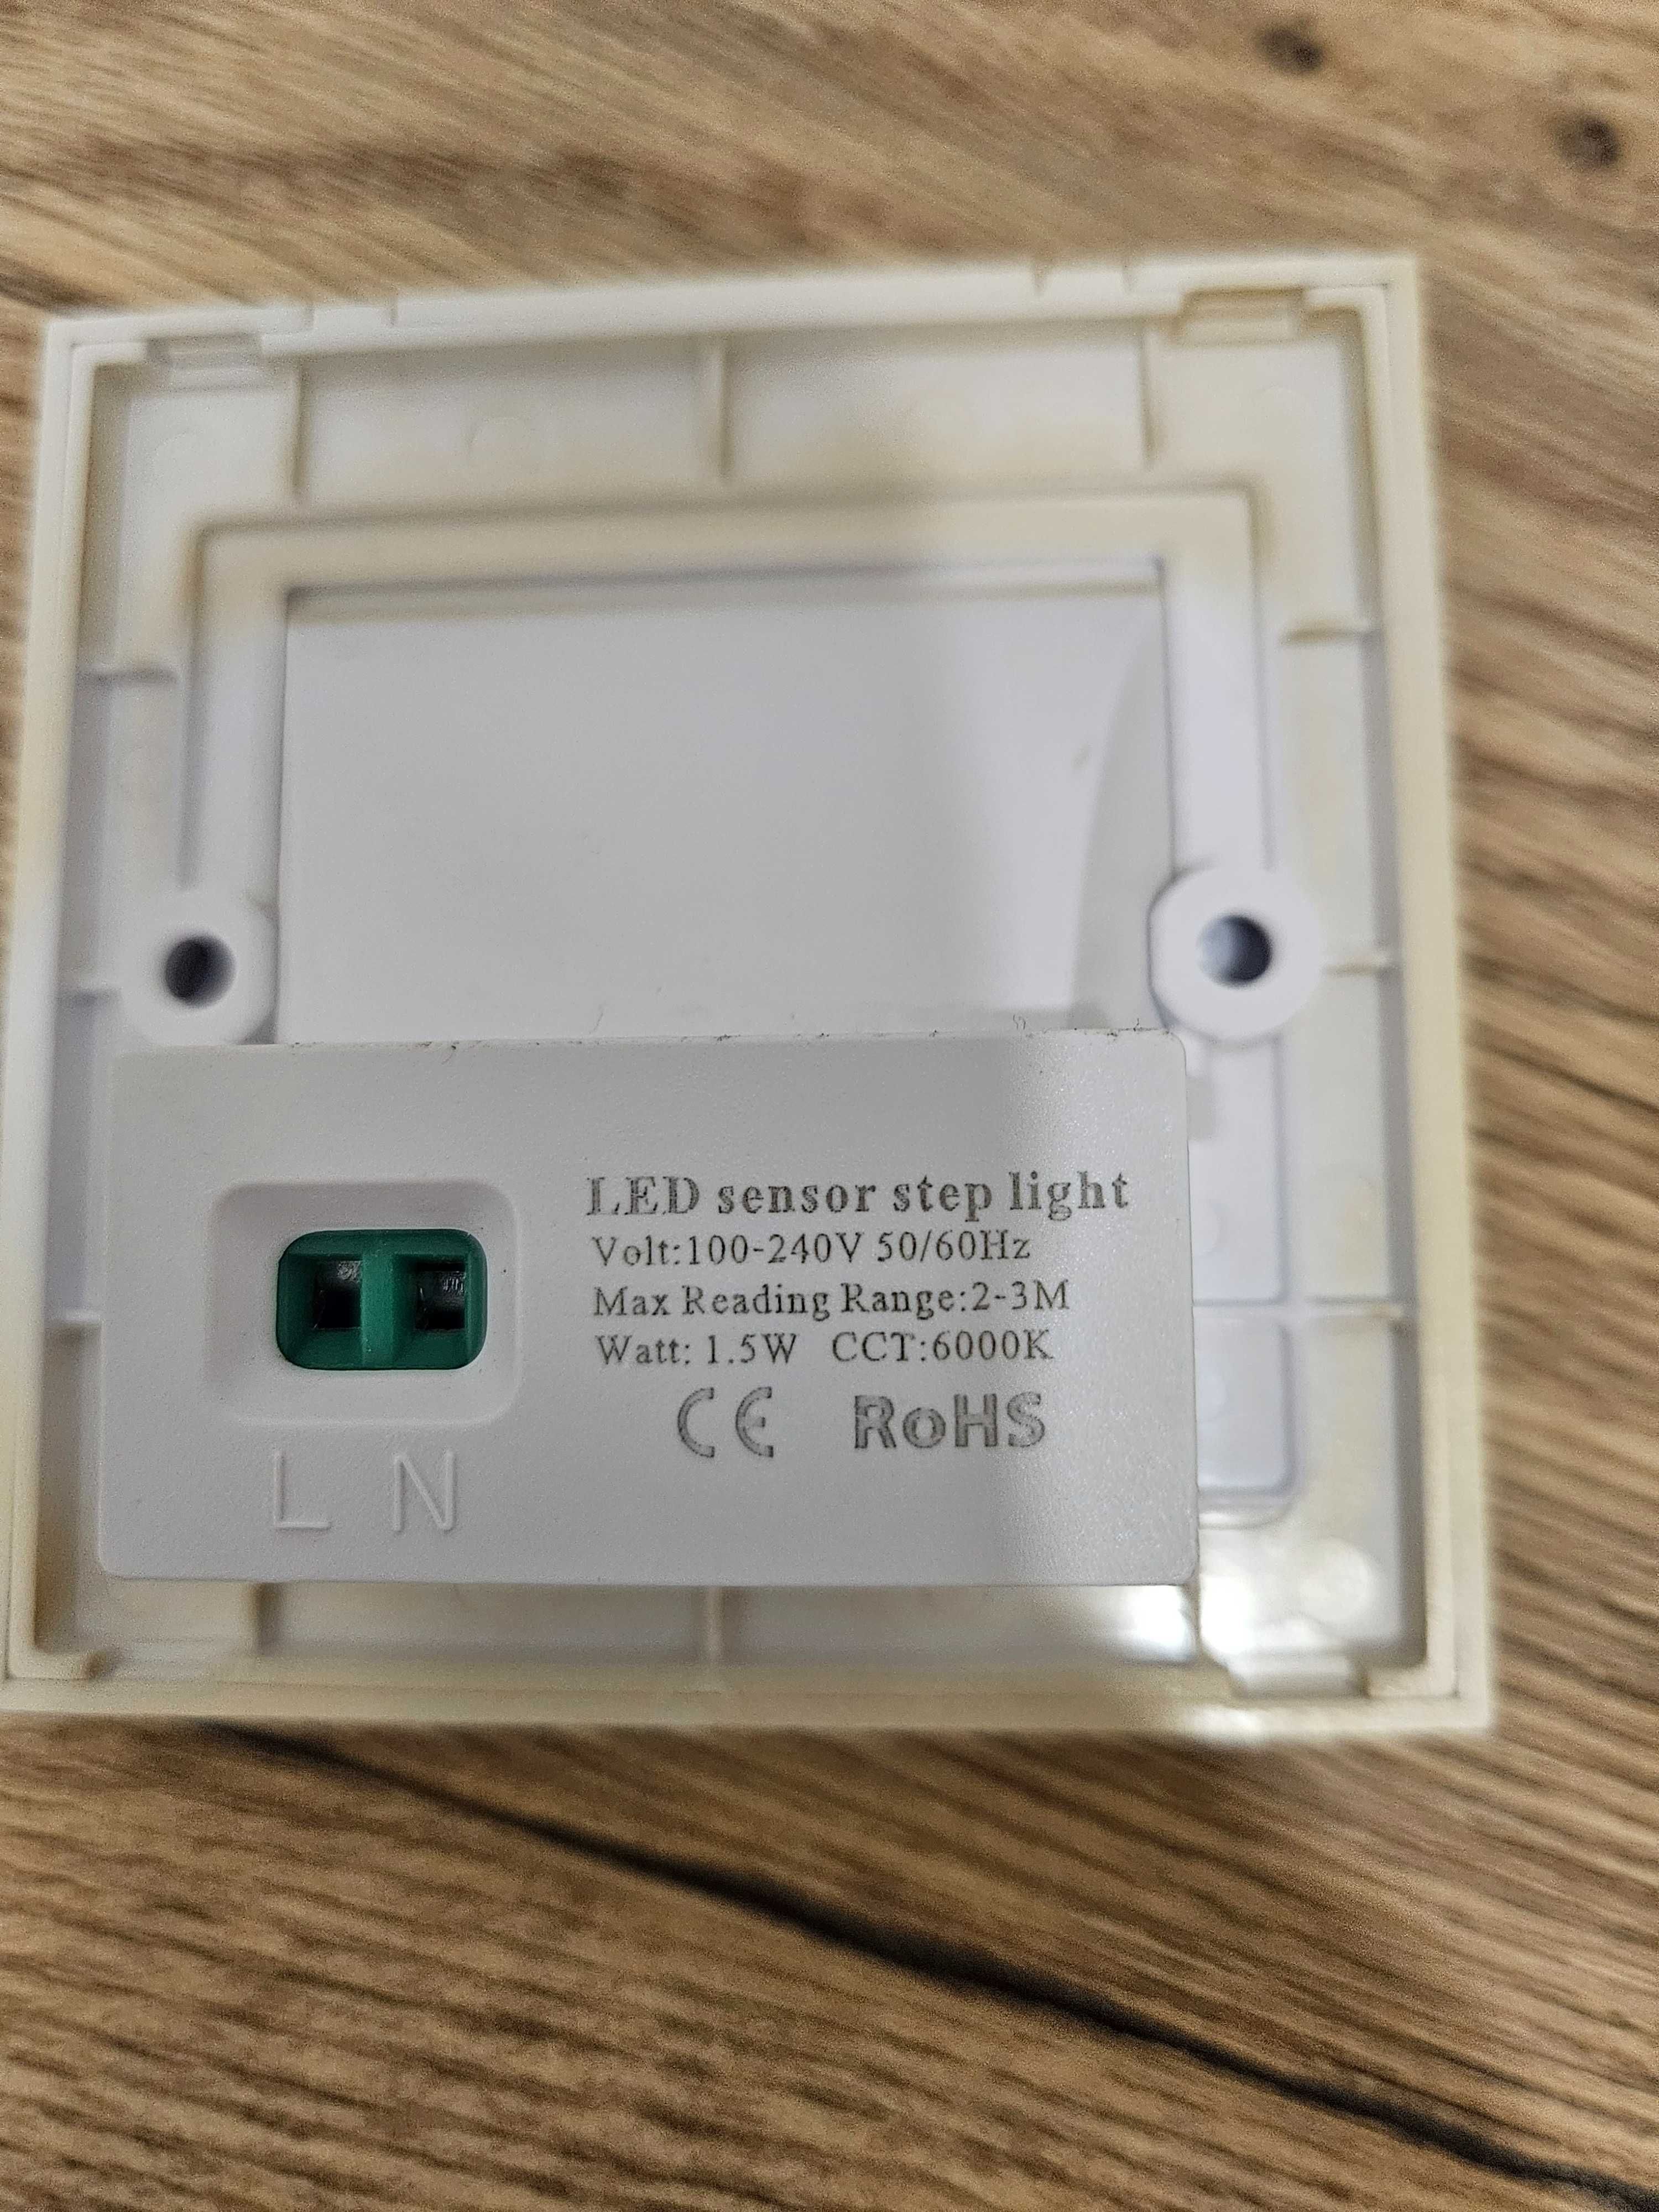 LED sensor step light
Volt:100-240V 50/60Hz
Max Reading Range:2-3M
Watt: 1.5W CCT:6000K
CE RoHS
L N